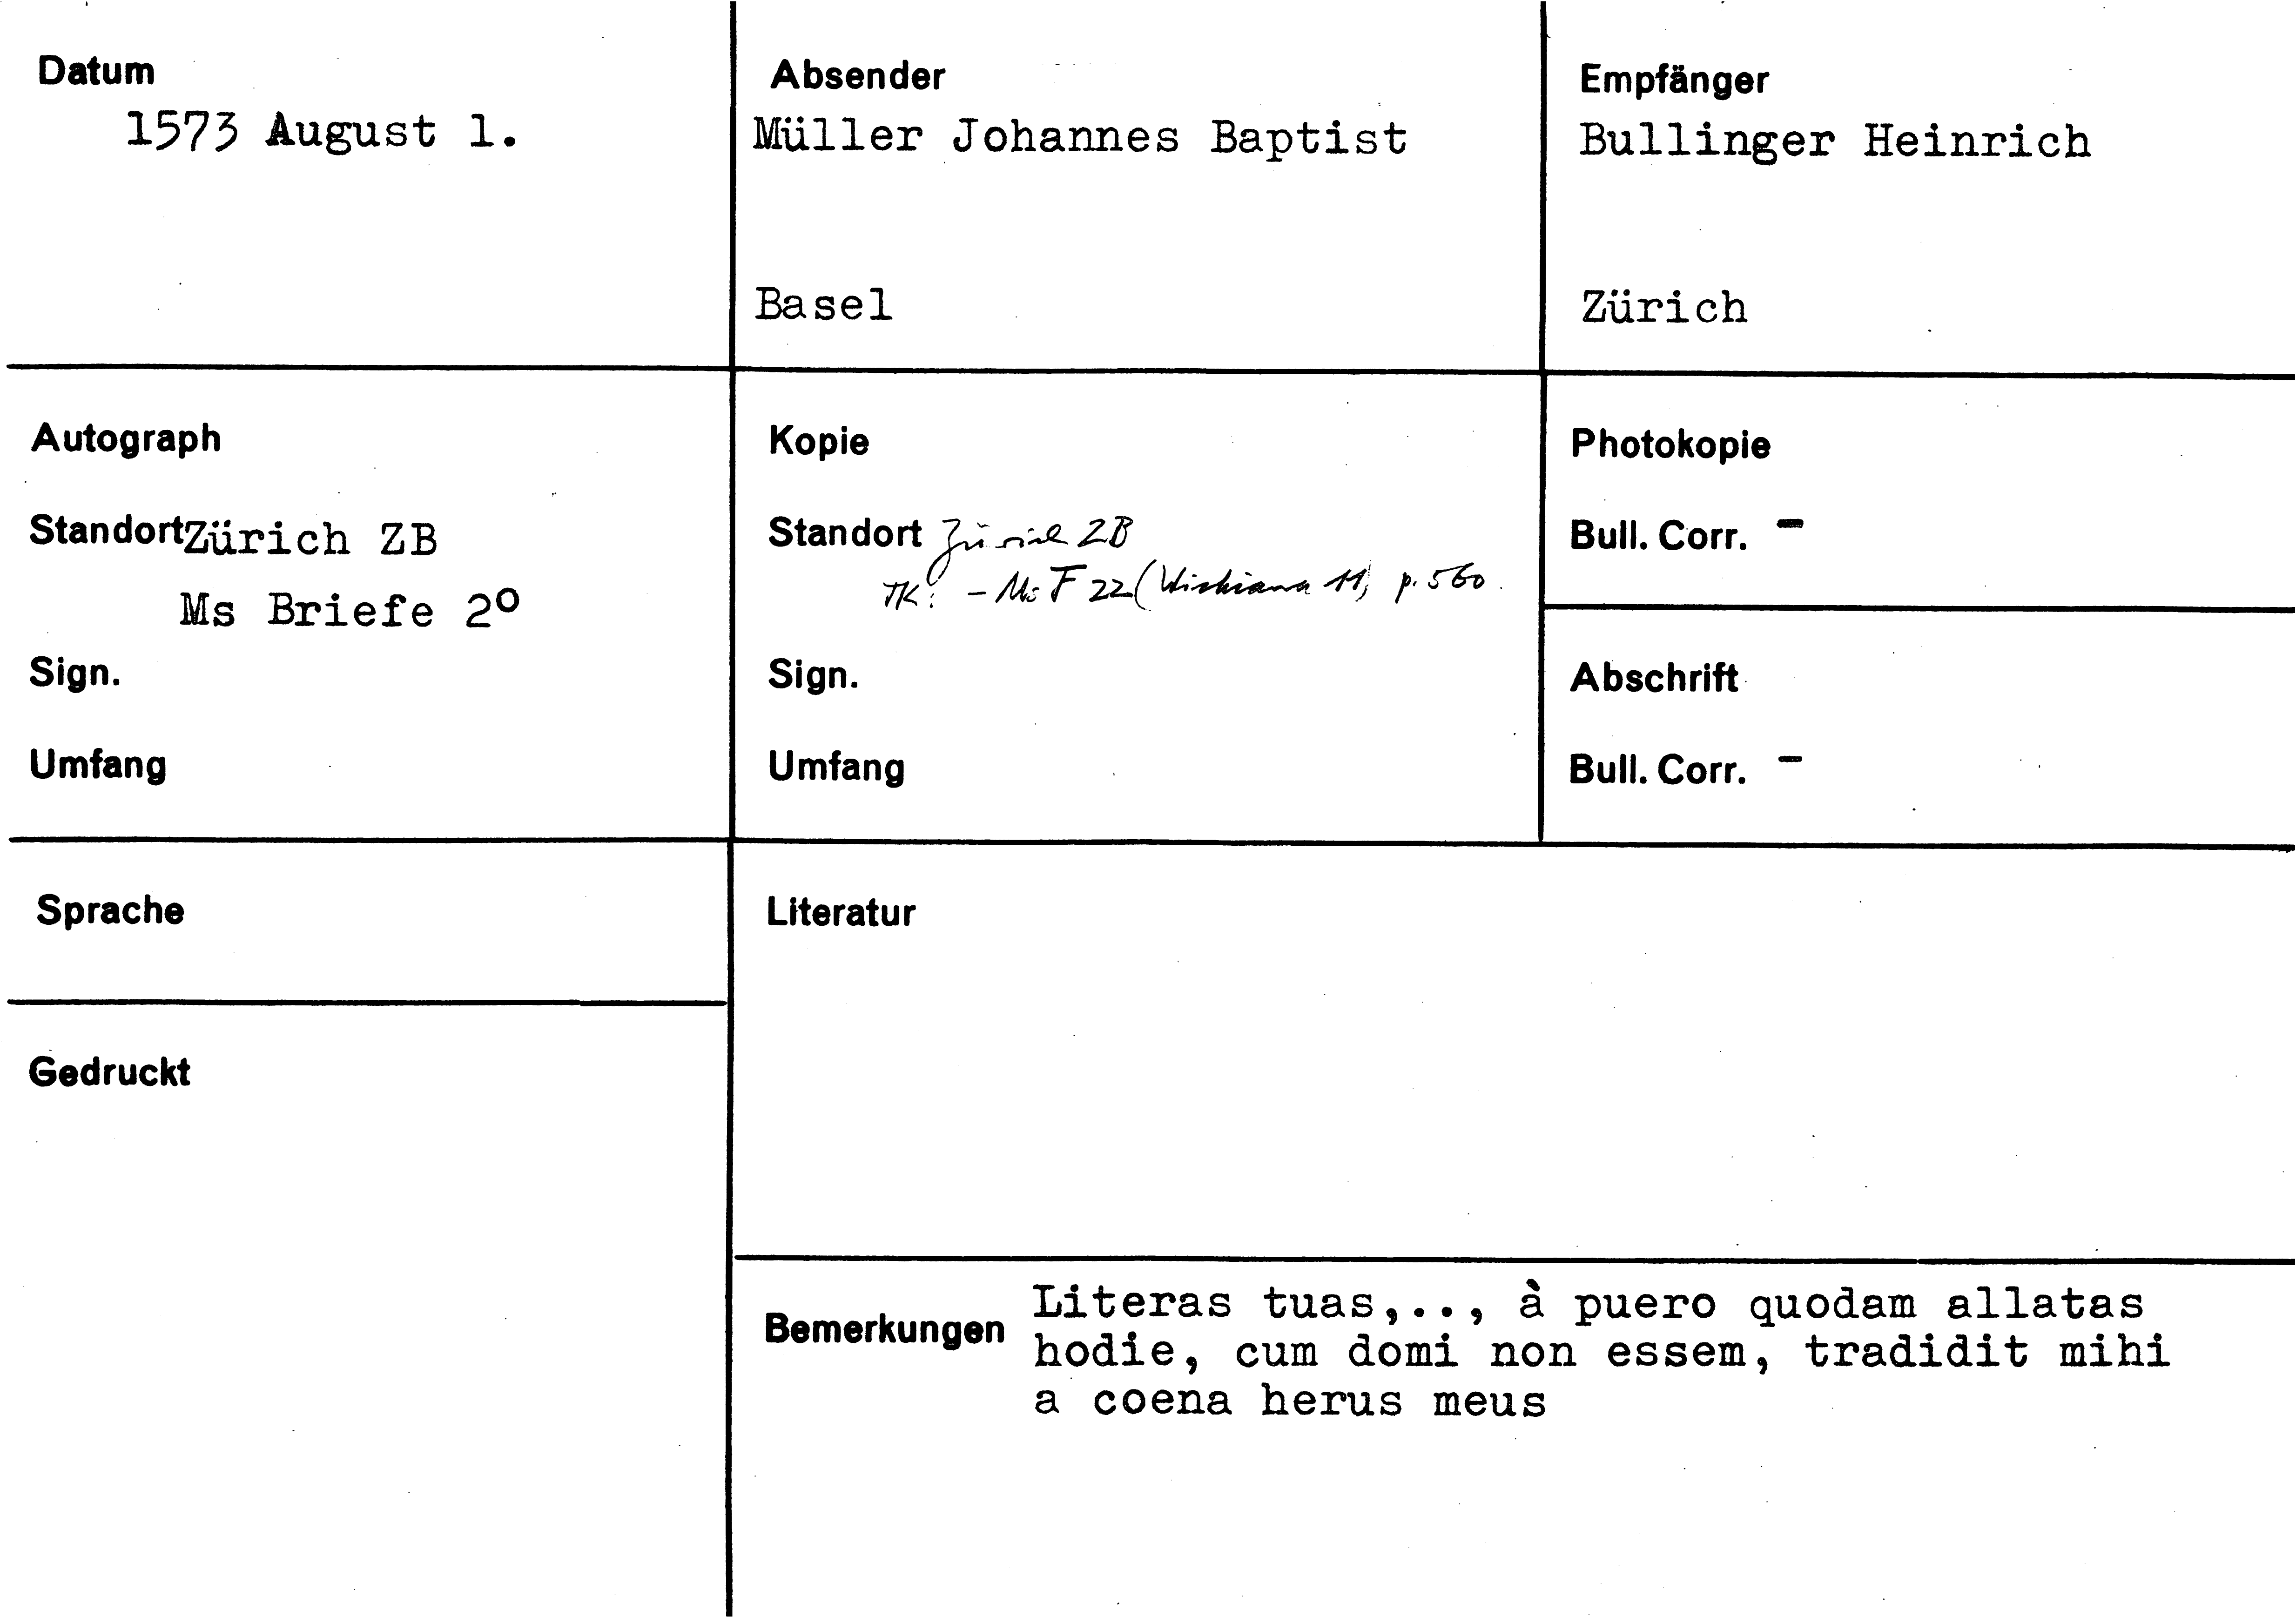 Datum
1573 August 1.
Absender
Müller Johannes Baptist
Basel
Empfänger
Bullinger Heinrich
Zürich
Autograph
Standort Zürich ZB
Ms Briefe 2º
Sign.
Umfang
Kopie
Standort Zürich ZB
TK: - Ms F 22 ( 11, p. 560.
Sign.
Umfang
Photokopie
Bull. Corr. -
Abschrift
Bull. Corr. -
Sprache
Literatur
Gedruckt
Bemerkungen
Literas tuas,.., à puero quodam allatas
hodie, cum domi non essem, tradidit mihi
a coena herus meus